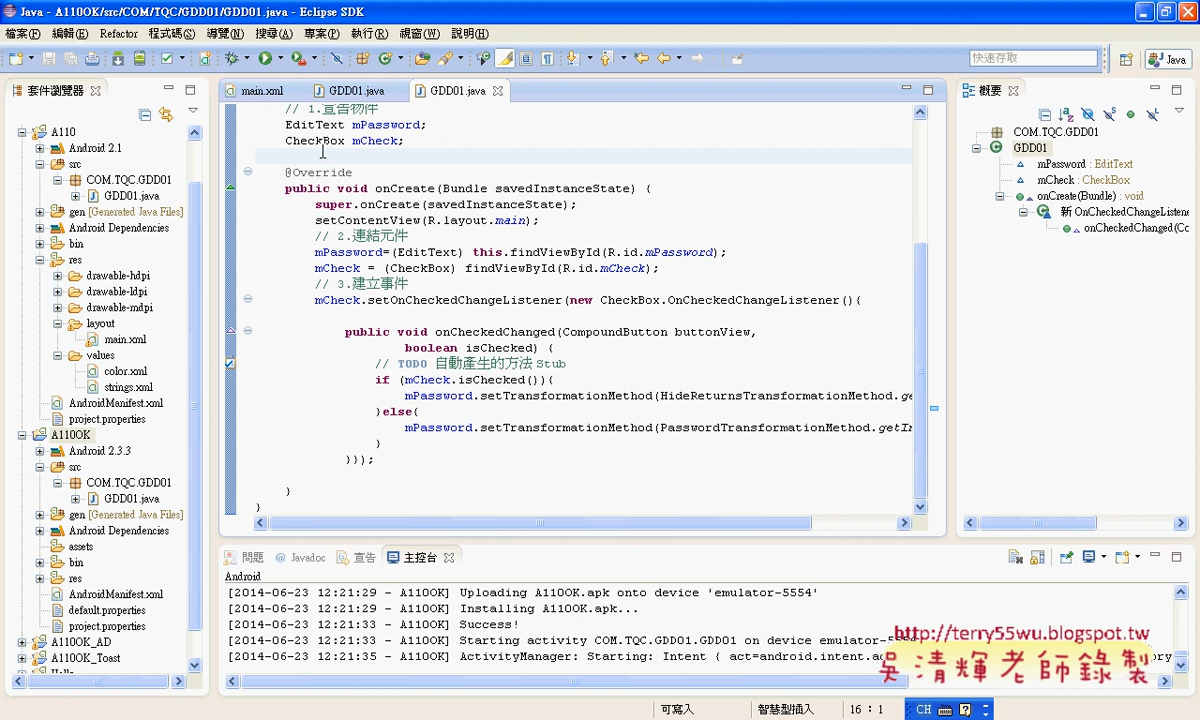 Java - A110OK/src/COM/TQC/GDD01/GDD01.java - Eclipse SDK
檔案(F) 編輯(E) Refactor 程式碼(S) 導覽(N) 搜尋(A) 專案(P) 執行(R) 視窗(W) 說明(H)
快速存取
Java
套件瀏覽器
A110
Android 2.1
src
COM.TQC.GDD01
GDD01.java
gen [Generated Java Files]
Android Dependencies
bin
res
drawable-hdpi
drawable-ldpi
drawable-mdpi
layout
main.xml
values
color.xml
strings.xml
AndroidManifest.xml
project.properties
A110OK
Android 2.3.3
src
COM.TQC.GDD01
GDD01.java
gen [Generated Java Files]
Android Dependencies
assets
bin
res
AndroidManifest.xml
default.properties
project.properties
A110OK_AD
A110OK_Toast
main.xml GDD01.java GDD01.java
// 1.宣告物件
EditText mPassword;
CheckBox mCheck;
@Override
public void onCreate(Bundle savedInstanceState) {
super.onCreate(savedInstanceState);
setContentView(R.layout.main);
// 2.連結元件
mPassword=(EditText) this.findViewById(R.id.mPassword);
mCheck = (CheckBox) findViewById(R.id.mCheck);
// 3.建立事件
mCheck.setOnCheckedChangeListener(new CheckBox.OnCheckedChangeListener(){
public void onCheckedChanged(CompoundButton buttonView,
boolean isChecked) {
// TODO 自動產生的方法 Stub
if (mCheck.isChecked()){
mPassword.setTransformationMethod(HideReturnsTransformationMethod.ge
}else{
mPassword.setTransformationMethod(PasswordTransformationMethod.getIn
}
}});
}
}
概要
COM.TQC.GDD01
GDD01
mPassword : EditText
mCheck : CheckBox
onCreate(Bundle) : void
新 OnCheckedChangeListene
onCheckedChanged(Co
問題 @ Javadoc 宣告 主控台
Android
[2014-06-23 12:21:29 - A110OK] Uploading A110OK.apk onto device 'emulator-5554'
[2014-06-23 12:21:29 - A110OK] Installing A110OK.apk...
[2014-06-23 12:21:33 - A110OK] Success!
[2014-06-23 12:21:33 - A110OK] Starting activity COM.TQC.GDD01.GDD01 on device emulator-5554
[2014-06-23 12:21:35 - A110OK] ActivityManager: Starting: Intent { act=android.intent.ac
http://terry55wu.blogspot.tw
吳清輝老師錄製
可寫入 智慧型插入 16 : 1 CH